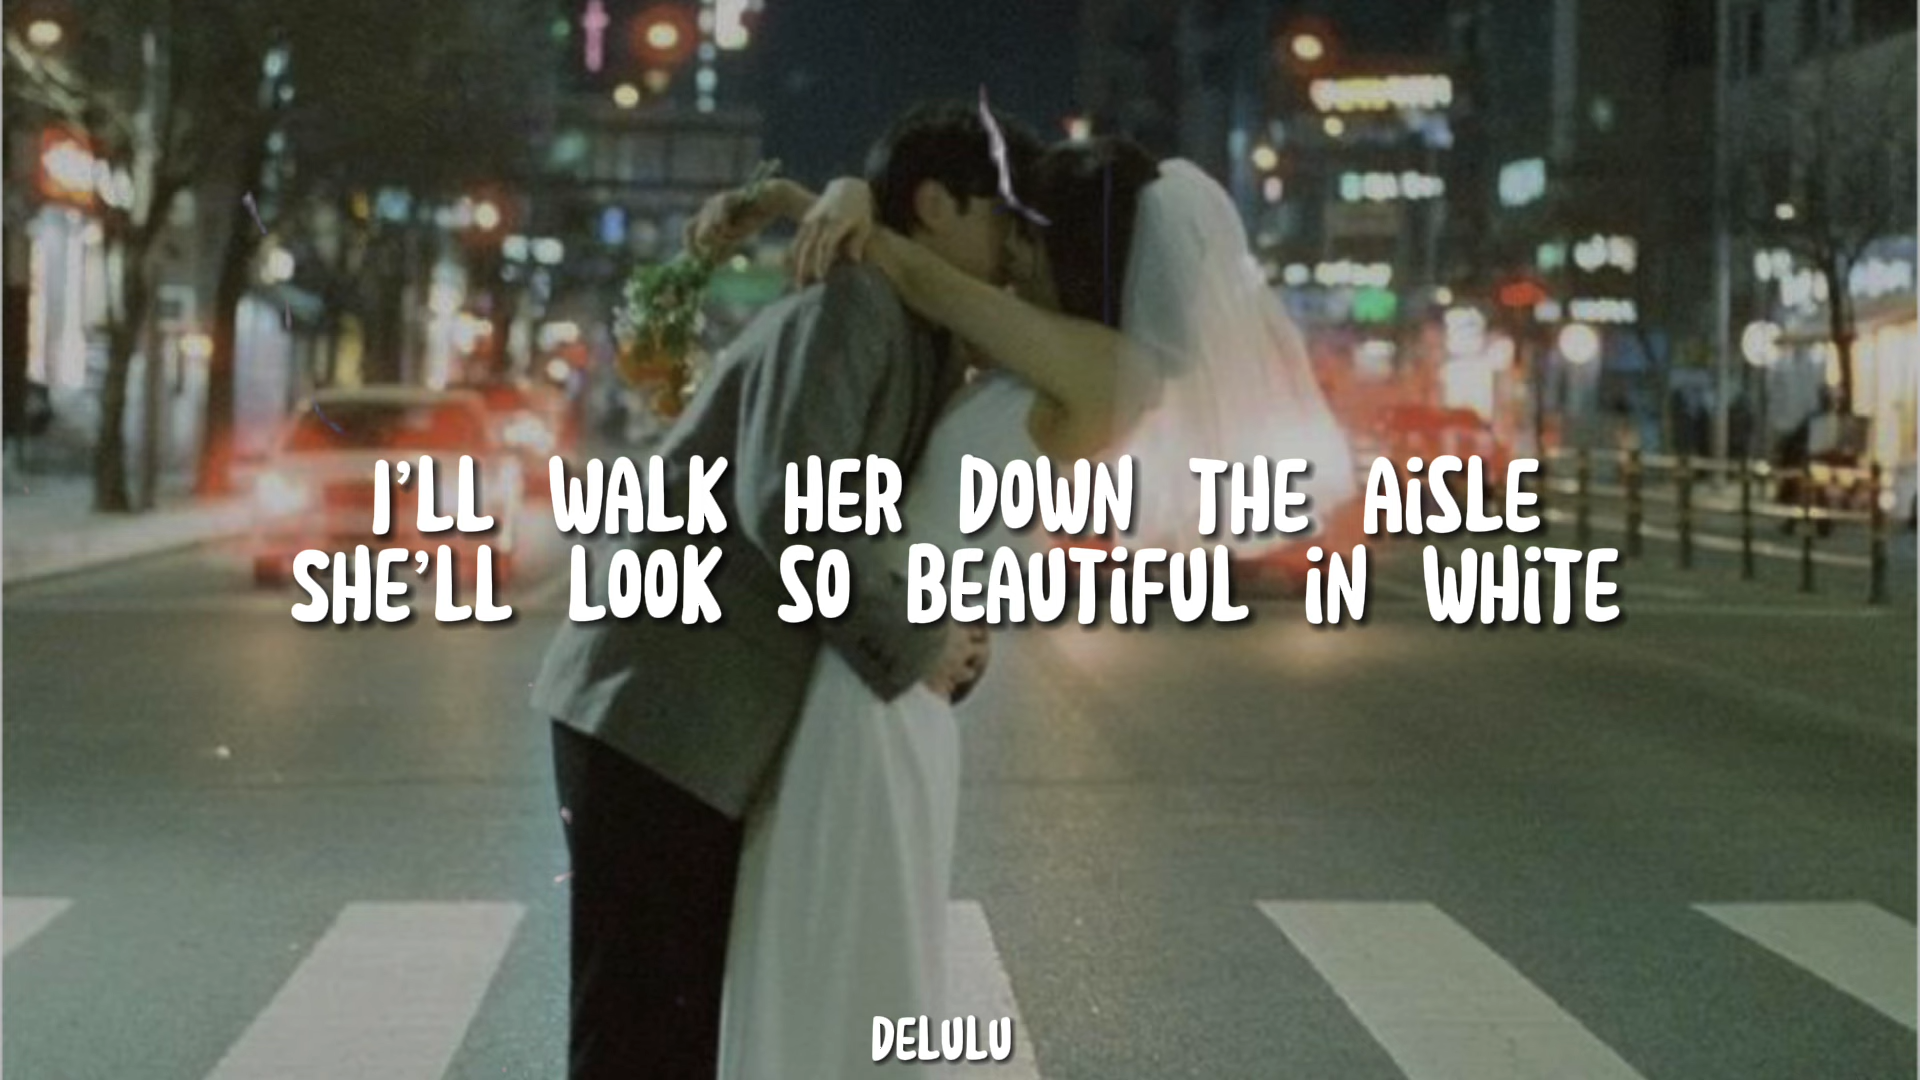 I'LL WALK HER DOWN THE AiSLE
SHE'LL LOOK SO BEAUTiFUL iN WHiTE
DELULU